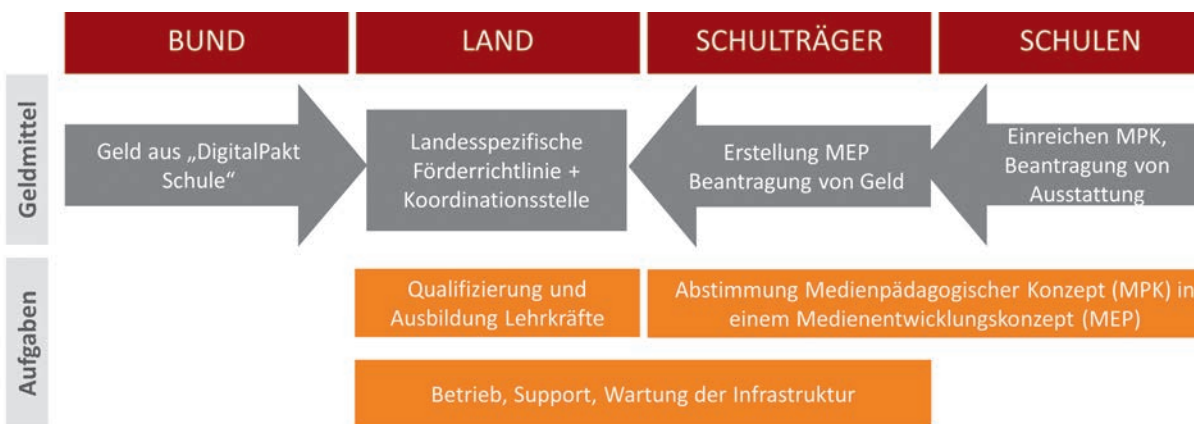 BUND
LAND
SCHULTRÄGER
SCHULEN
Geldmittel
Geld aus „DigitalPakt
Schule“
Landesspezifische
Förderrichtlinie +
Koordinationsstelle
Erstellung MEP
Beantragung von Geld
Einreichen MPK,
Beantragung von
Ausstattung
Aufgaben
Qualifizierung und
Ausbildung Lehrkräfte
Abstimmung Medienpädagogischer Konzept (MPK) in
einem Medienentwicklungskonzept (MEP)
Betrieb, Support, Wartung der Infrastruktur